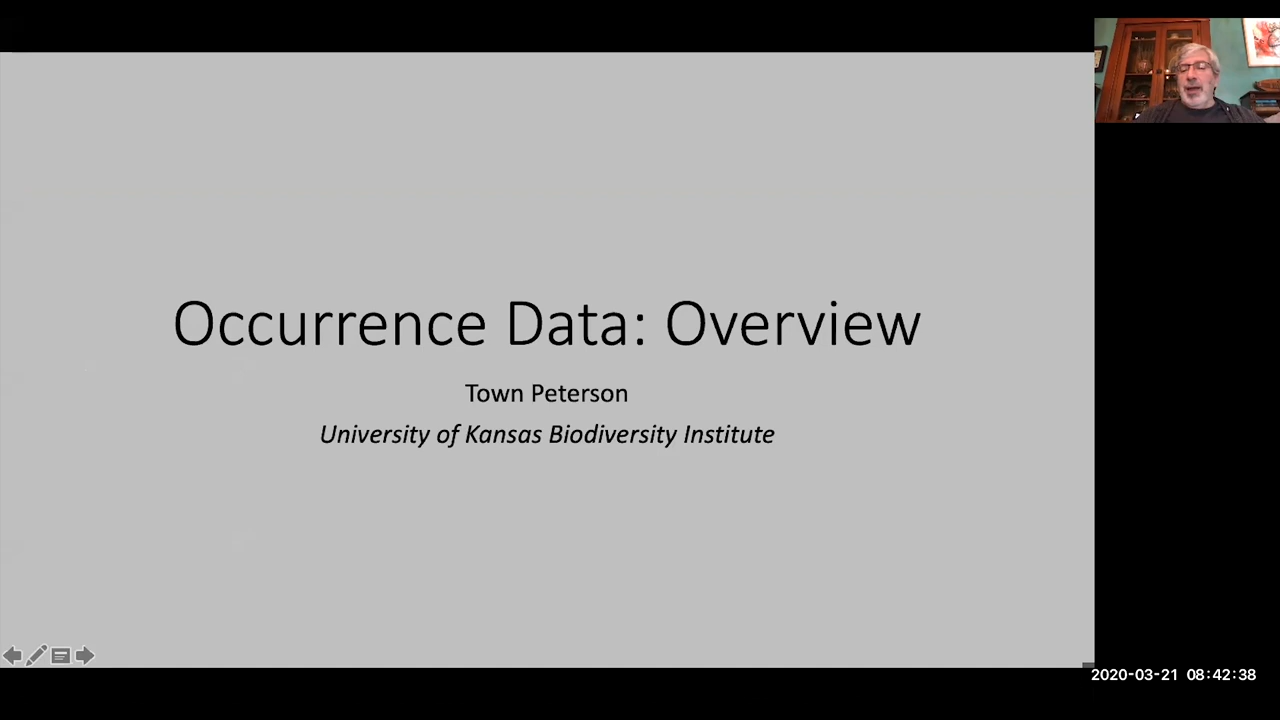 Occurrence Data: Overview
Town Peterson
University of Kansas Biodiversity Institute
2020-03-21 08:42:38